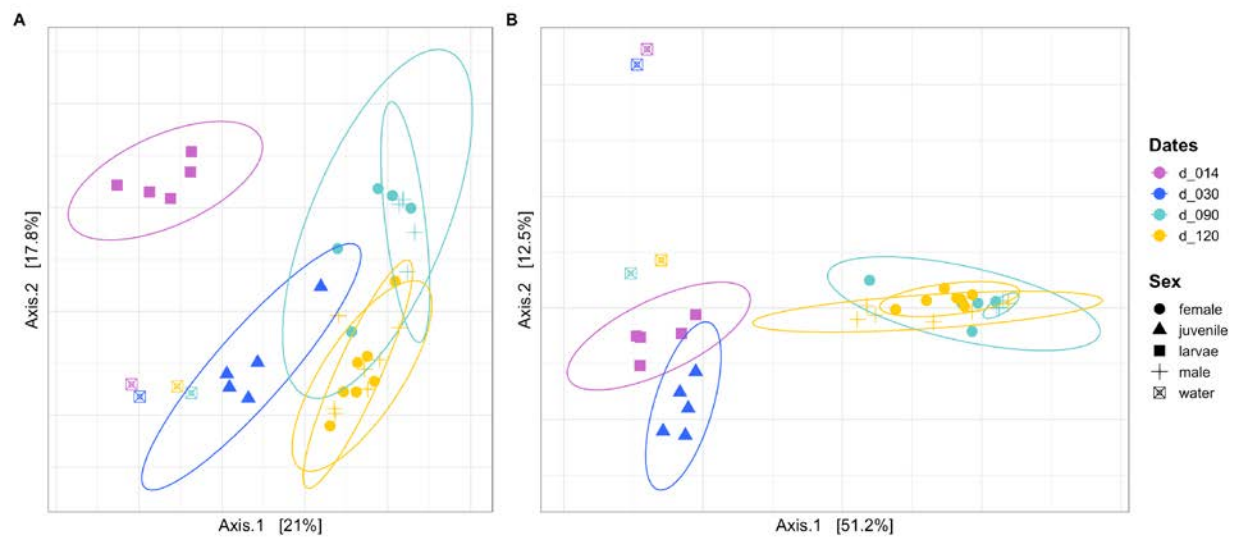 A
B
Axis.2 [17.8%]
Axis.1 [21%]
Axis.2 [12.5%]
Axis.1 [51.2%]
Dates
d_014
d_030
d_090
d_120
Sex
female
juvenile
larvae
male
water